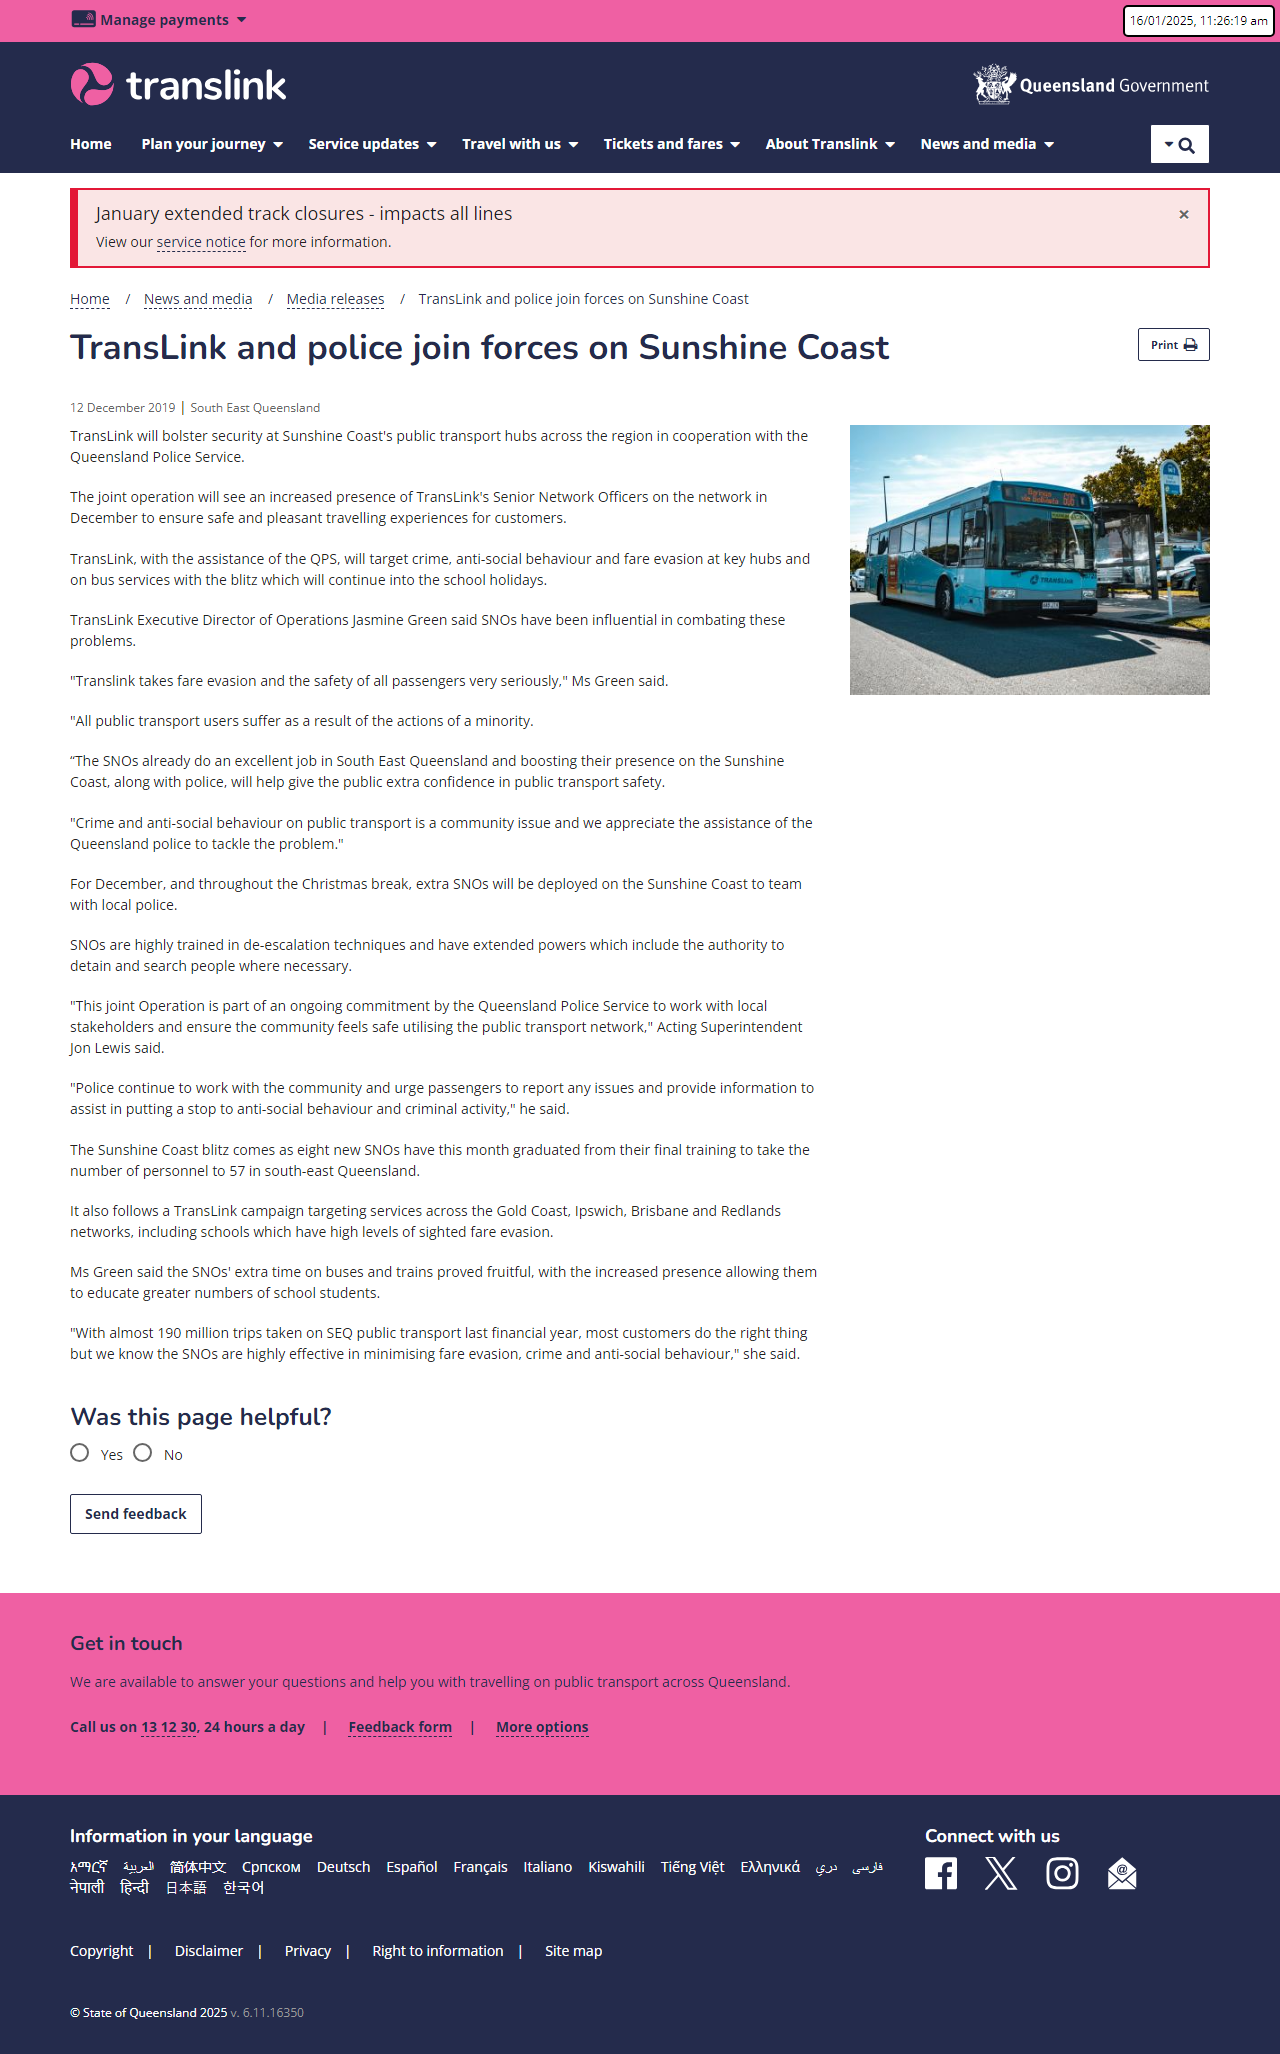 Manage payments
16/01/2025, 11:26:19 am
translink
Queensland Government
Home Plan your journey Service updates Travel with us Tickets and fares About Translink News and media
January extended track closures - impacts all lines ×
View our service notice for more information.
Home / News and media / Media releases / TransLink and police join forces on Sunshine Coast
TransLink and police join forces on Sunshine Coast
Print
12 December 2019 | South East Queensland
TransLink will bolster security at Sunshine Coast's public transport hubs across the region in cooperation with the
Queensland Police Service.
The joint operation will see an increased presence of TransLink's Senior Network Officers on the network in
December to ensure safe and pleasant travelling experiences for customers.
TransLink, with the assistance of the QPS, will target crime, anti-social behaviour and fare evasion at key hubs and
on bus services with the blitz which will continue into the school holidays.
TransLink Executive Director of Operations Jasmine Green said SNOs have been influential in combating these
problems.
"Translink takes fare evasion and the safety of all passengers very seriously," Ms Green said.
"All public transport users suffer as a result of the actions of a minority.
“The SNOs already do an excellent job in South East Queensland and boosting their presence on the Sunshine
Coast, along with police, will help give the public extra confidence in public transport safety.
"Crime and anti-social behaviour on public transport is a community issue and we appreciate the assistance of the
Queensland police to tackle the problem."
For December, and throughout the Christmas break, extra SNOs will be deployed on the Sunshine Coast to team
with local police.
SNOs are highly trained in de-escalation techniques and have extended powers which include the authority to
detain and search people where necessary.
"This joint Operation is part of an ongoing commitment by the Queensland Police Service to work with local
stakeholders and ensure the community feels safe utilising the public transport network," Acting Superintendent
Jon Lewis said.
"Police continue to work with the community and urge passengers to report any issues and provide information to
assist in putting a stop to anti-social behaviour and criminal activity," he said.
The Sunshine Coast blitz comes as eight new SNOs have this month graduated from their final training to take the
number of personnel to 57 in south-east Queensland.
It also follows a TransLink campaign targeting services across the Gold Coast, Ipswich, Brisbane and Redlands
networks, including schools which have high levels of sighted fare evasion.
Ms Green said the SNOs' extra time on buses and trains proved fruitful, with the increased presence allowing them
to educate greater numbers of school students.
"With almost 190 million trips taken on SEQ public transport last financial year, most customers do the right thing
but we know the SNOs are highly effective in minimising fare evasion, crime and anti-social behaviour," she said.
TRANSLINK
Was this page helpful?
Yes No
Send feedback
Get in touch
We are available to answer your questions and help you with travelling on public transport across Queensland.
Call us on 13 12 30, 24 hours a day | Feedback form | More options
Information in your language
አማርኛ العربية 简体中文 Српском Deutsch Español Français Italiano Kiswahili Tiếng Việt Ελληνικά دری فارسی
नेपाली हिन्दी 日本語 한국어
Connect with us
Copyright | Disclaimer | Privacy | Right to information | Site map
© State of Queensland 2025 v. 6.11.16350